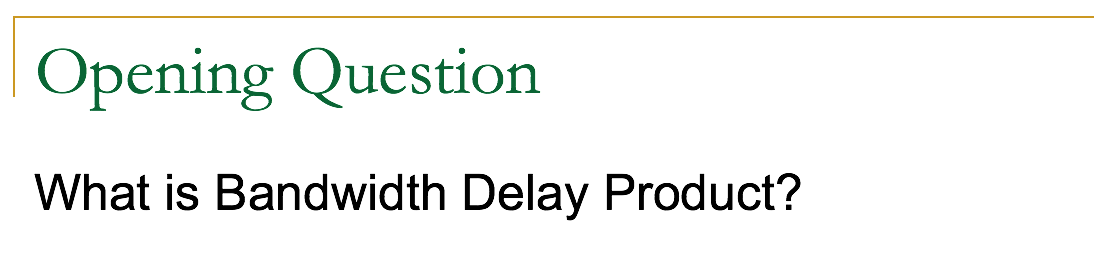 Opening Question
What is Bandwidth Delay Product?